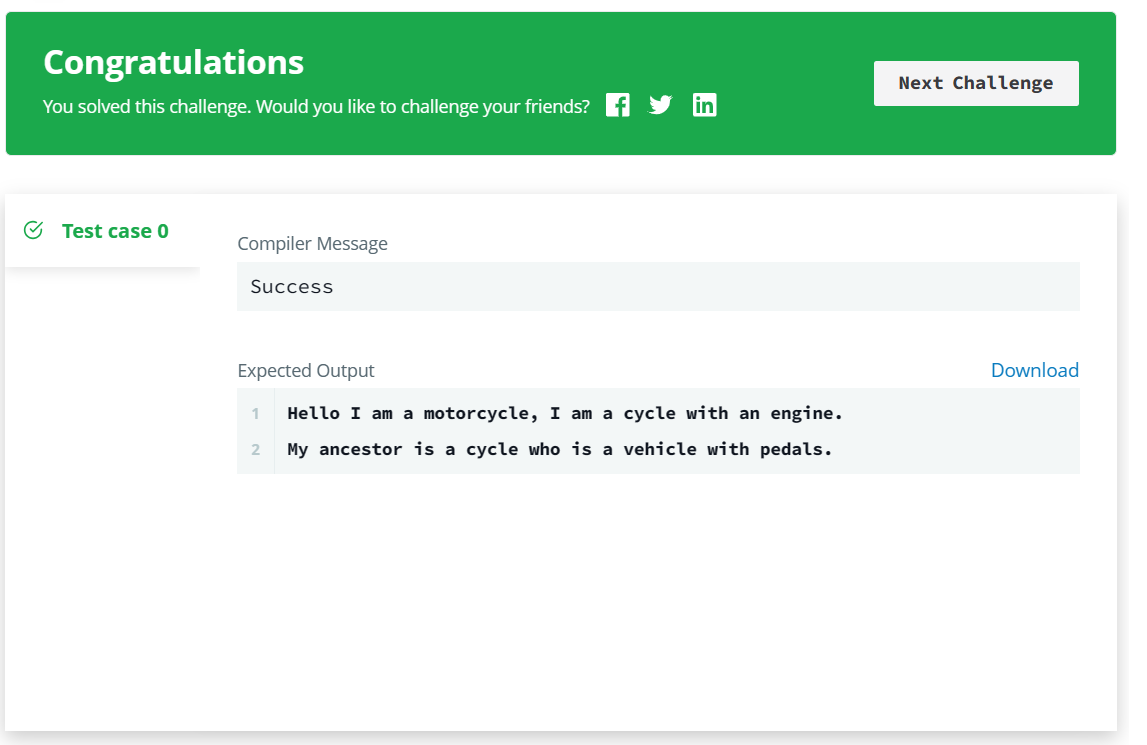 Congratulations
You solved this challenge. Would you like to challenge your friends?
Next Challenge
Test case 0
Compiler Message
Success
Expected Output
Download
1 Hello I am a motorcycle, I am a cycle with an engine.
2 My ancestor is a cycle who is a vehicle with pedals.